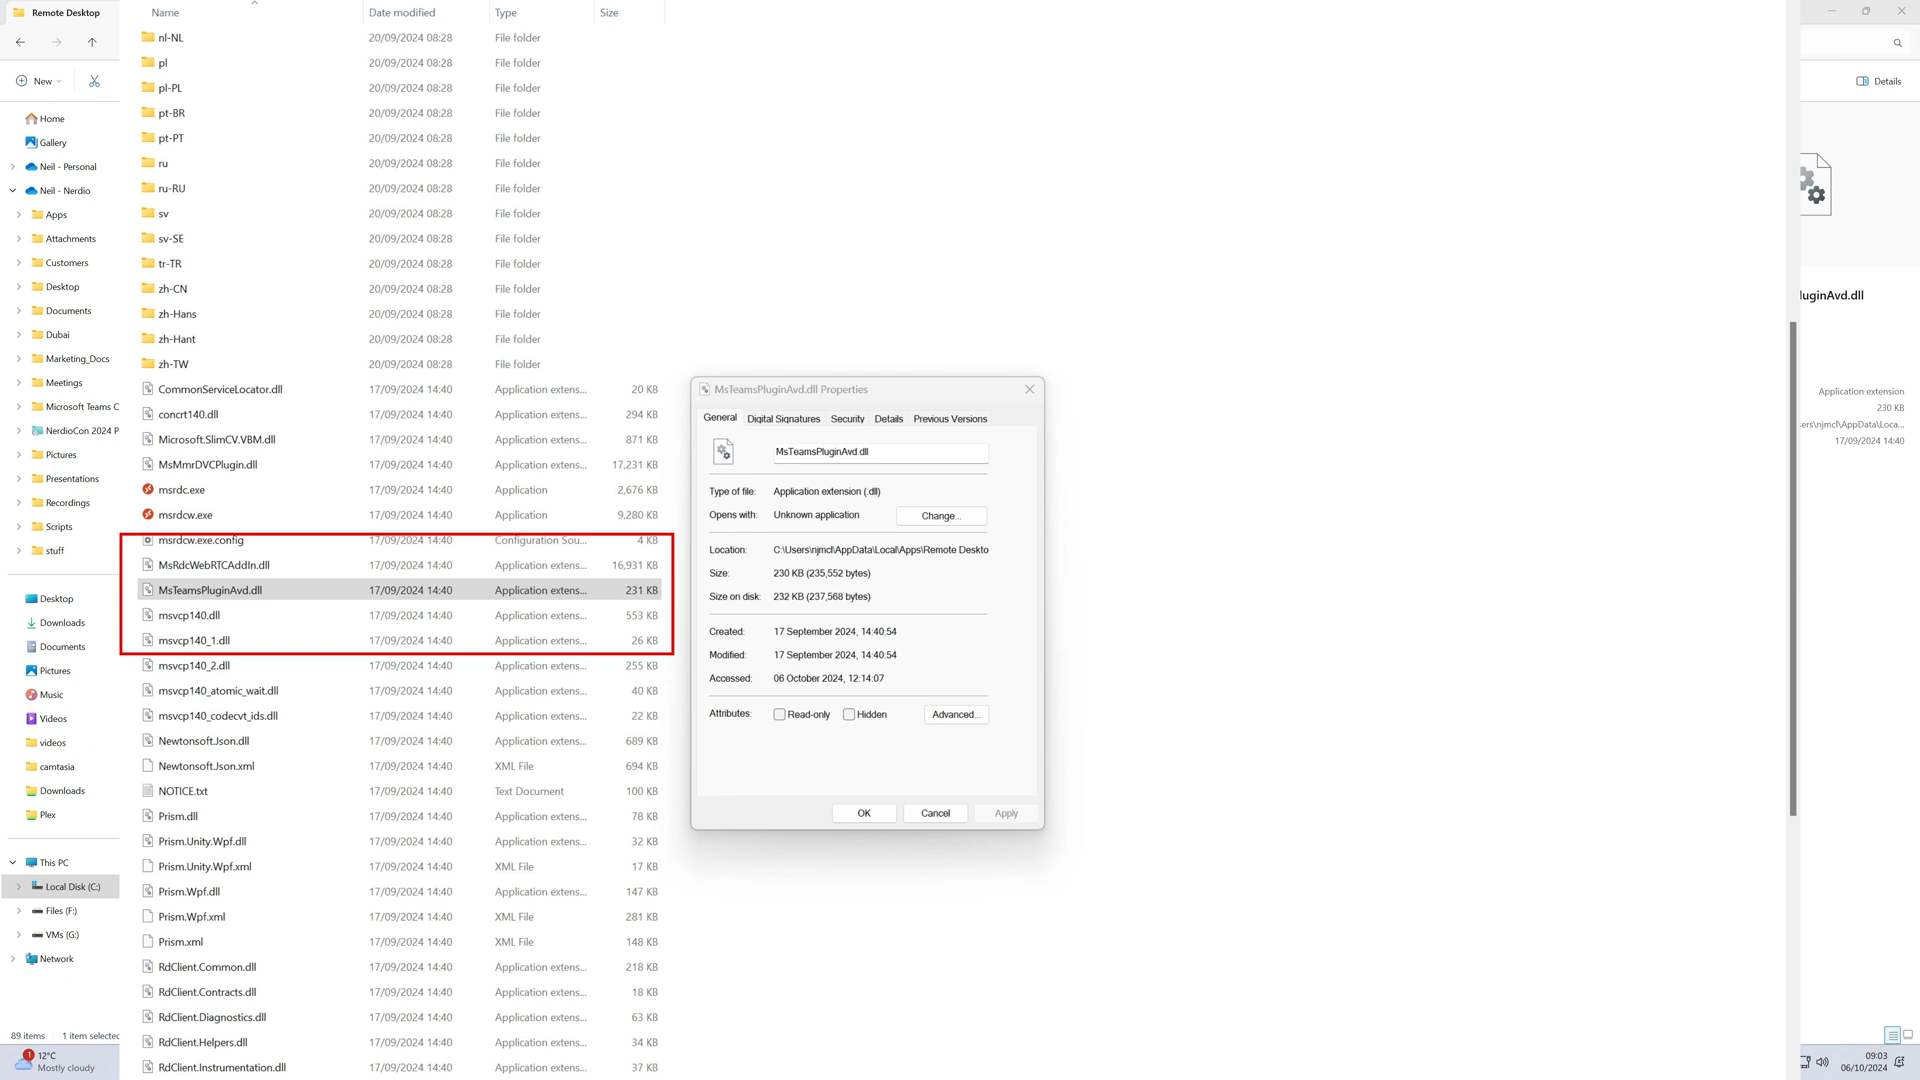 Remote Desktop
New
Home
Gallery
Neil - Personal
Neil - Nerdio
Apps
Attachments
Customers
Desktop
Documents
Dubai
Marketing_Docs
Meetings
Microsoft Teams C
NerdioCon 2024 P
Pictures
Presentations
Recordings
Scripts
stuff
Desktop
Downloads
Documents
Pictures
Music
Videos
videos
camtasia
Downloads
Plex
This PC
Local Disk (C:)
Files (F:)
VMs (G:)
Network
89 items 1 item selected
1
12°C
Mostly cloudy
Name Date modified Type Size
nl-NL 20/09/2024 08:28 File folder
pl 20/09/2024 08:28 File folder
pl-PL 20/09/2024 08:28 File folder
pt-BR 20/09/2024 08:28 File folder
pt-PT 20/09/2024 08:28 File folder
ru 20/09/2024 08:28 File folder
ru-RU 20/09/2024 08:28 File folder
sv 20/09/2024 08:28 File folder
sv-SE 20/09/2024 08:28 File folder
tr-TR 20/09/2024 08:28 File folder
zh-CN 20/09/2024 08:28 File folder
zh-Hans 20/09/2024 08:28 File folder
zh-Hant 20/09/2024 08:28 File folder
zh-TW 20/09/2024 08:28 File folder
CommonServiceLocator.dll 17/09/2024 14:40 Application extens... 20 KB
concrt140.dll 17/09/2024 14:40 Application extens... 294 KB
Microsoft.SlimCV.VBM.dll 17/09/2024 14:40 Application extens... 871 KB
MsMmrDVCPlugin.dll 17/09/2024 14:40 Application extens... 17,231 KB
msrdc.exe 17/09/2024 14:40 Application 2,676 KB
msrdcw.exe 17/09/2024 14:40 Application 9,280 KB
msrdcw.exe.config 17/09/2024 14:40 Configuration Sou... 4 KB
MsRdcWebRTCAddIn.dll 17/09/2024 14:40 Application extens... 16,931 KB
MsTeamsPluginAvd.dll 17/09/2024 14:40 Application extens... 231 KB
msvcp140.dll 17/09/2024 14:40 Application extens... 553 KB
msvcp140_1.dll 17/09/2024 14:40 Application extens... 26 KB
msvcp140_2.dll 17/09/2024 14:40 Application extens... 255 KB
msvcp140_atomic_wait.dll 17/09/2024 14:40 Application extens... 40 KB
msvcp140_codecvt_ids.dll 17/09/2024 14:40 Application extens... 22 KB
Newtonsoft.Json.dll 17/09/2024 14:40 Application extens... 689 KB
Newtonsoft.Json.xml 17/09/2024 14:40 XML File 694 KB
NOTICE.txt 17/09/2024 14:40 Text Document 100 KB
Prism.dll 17/09/2024 14:40 Application extens... 78 KB
Prism.Unity.Wpf.dll 17/09/2024 14:40 Application extens... 32 KB
Prism.Unity.Wpf.xml 17/09/2024 14:40 XML File 17 KB
Prism.Wpf.dll 17/09/2024 14:40 Application extens... 147 KB
Prism.Wpf.xml 17/09/2024 14:40 XML File 281 KB
Prism.xml 17/09/2024 14:40 XML File 148 KB
RdClient.Common.dll 17/09/2024 14:40 Application extens... 218 KB
RdClient.Contracts.dll 17/09/2024 14:40 Application extens... 18 KB
RdClient.Diagnostics.dll 17/09/2024 14:40 Application extens... 63 KB
RdClient.Helpers.dll 17/09/2024 14:40 Application extens... 34 KB
RdClient.Instrumentation.dll 17/09/2024 14:40 Application extens... 37 KB
MsTeamsPluginAvd.dll Properties
General Digital Signatures Security Details Previous Versions
MsTeamsPluginAvd.dll
Type of file: Application extension (.dll)
Opens with: Unknown application Change...
Location: C:\Users\njmcl\AppData\Local\Apps\Remote Deskto
Size: 230 KB (235,552 bytes)
Size on disk: 232 KB (237,568 bytes)
Created: 17 September 2024, 14:40:54
Modified: 17 September 2024, 14:40:54
Accessed: 06 October 2024, 12:14:07
Attributes: Read-only Hidden Advanced...
OK Cancel Apply
Details
luginAvd.dll
Application extension
230 KB
ers\njmcl\AppData\Loca...
17/09/2024 14:40
09:03
06/10/2024